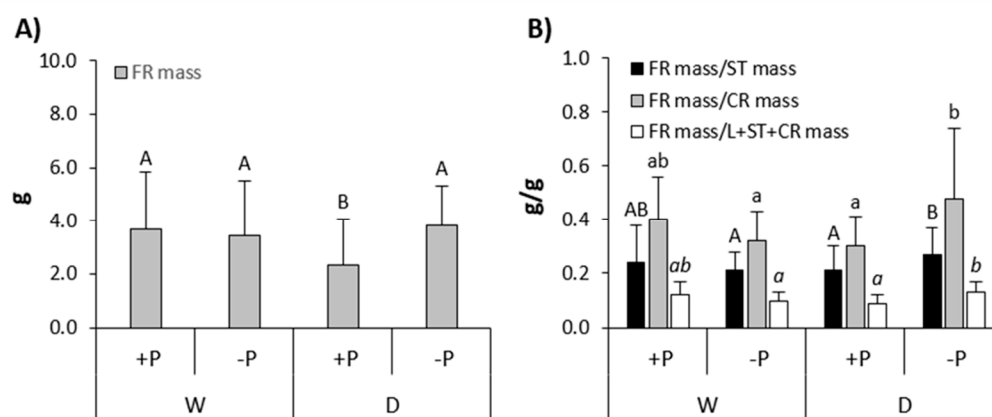 A)
10.0
FR mass
8.0
A
A
A
6.0
B
g
4.0
2.0
0.0
+P
-P
+P
-P
W
D
B)
1.0
FR mass/ST mass
FR mass/CR mass
0.8
FR mass/L+ST+CR mass
b
0.6
ab
g/g
a
a
0.4
AB
B
A
A
0.2
ab
a
a
b
0.0
+P
-P
+P
-P
W
D